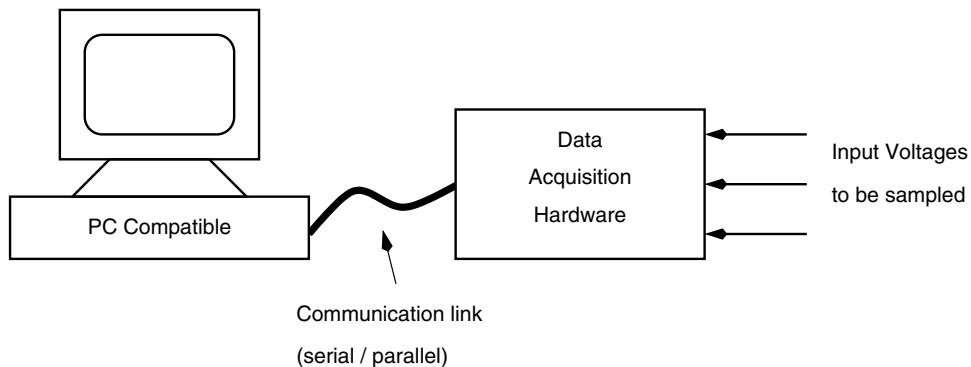 Data
Acquisition
Hardware
Input Voltages
to be sampled
PC Compatible
Communication link
(serial / parallel)